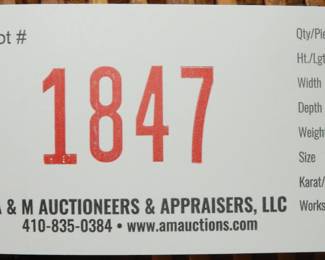 ot #
1847
A & M AUCTIONEERS & APPRAISERS, LLC
410-835-0384 • www.amauctions.com
Qty/Pie
Ht./Lgt
Width
Depth
Weight
Size
Karat/
Works